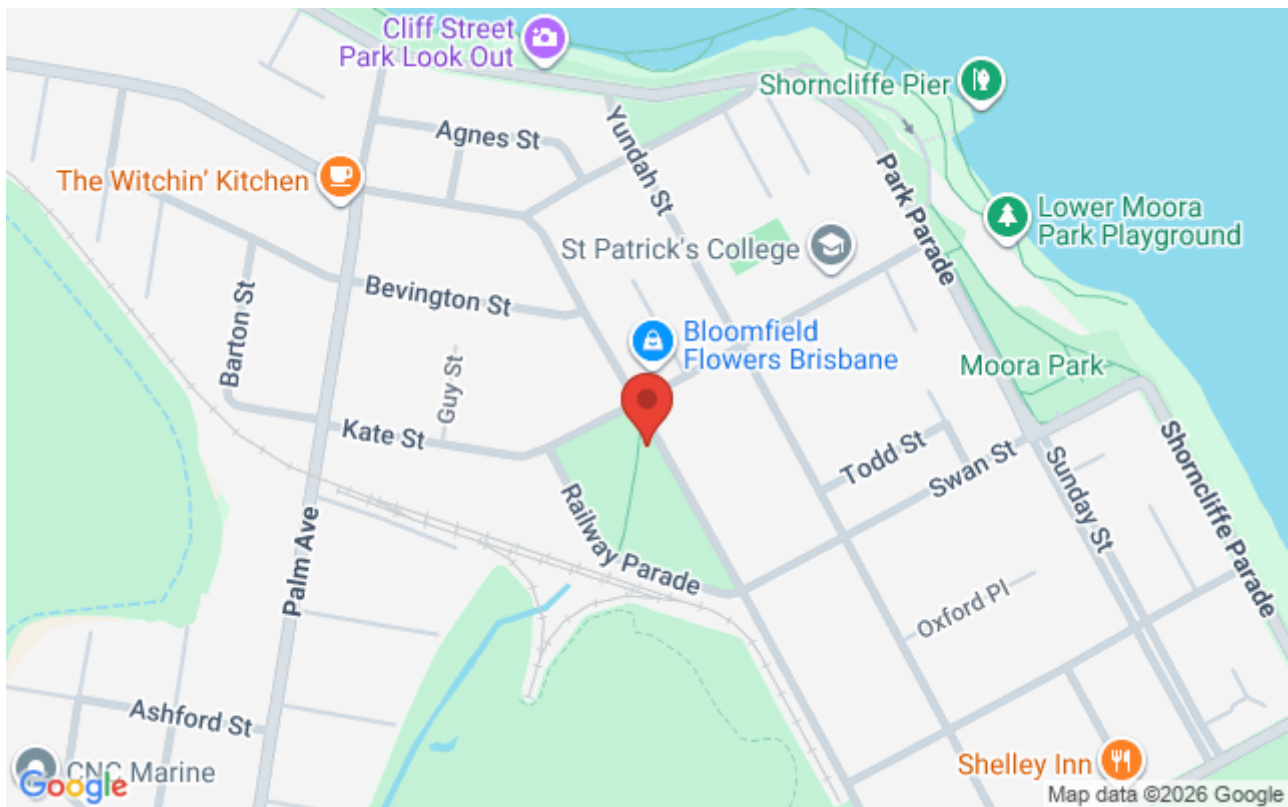 Cliff Street
Park Look Out
Shorncliffe Pier
Agnes St
Yundah St
The Witchin' Kitchen
Park Parade
Lower Moora
Park Playground
St Patrick's College
Bevington St
Barton St
Bloomfield
Flowers Brisbane
Guy St
Moora Park
Kate St
Todd St
Swan St
Sunday St
Shorncliffe Parade
Railway Parade
Palm Ave
Oxford Pl
Ashford St
CNC Marine
Shelley Inn
Google
Map data ©2026 Google